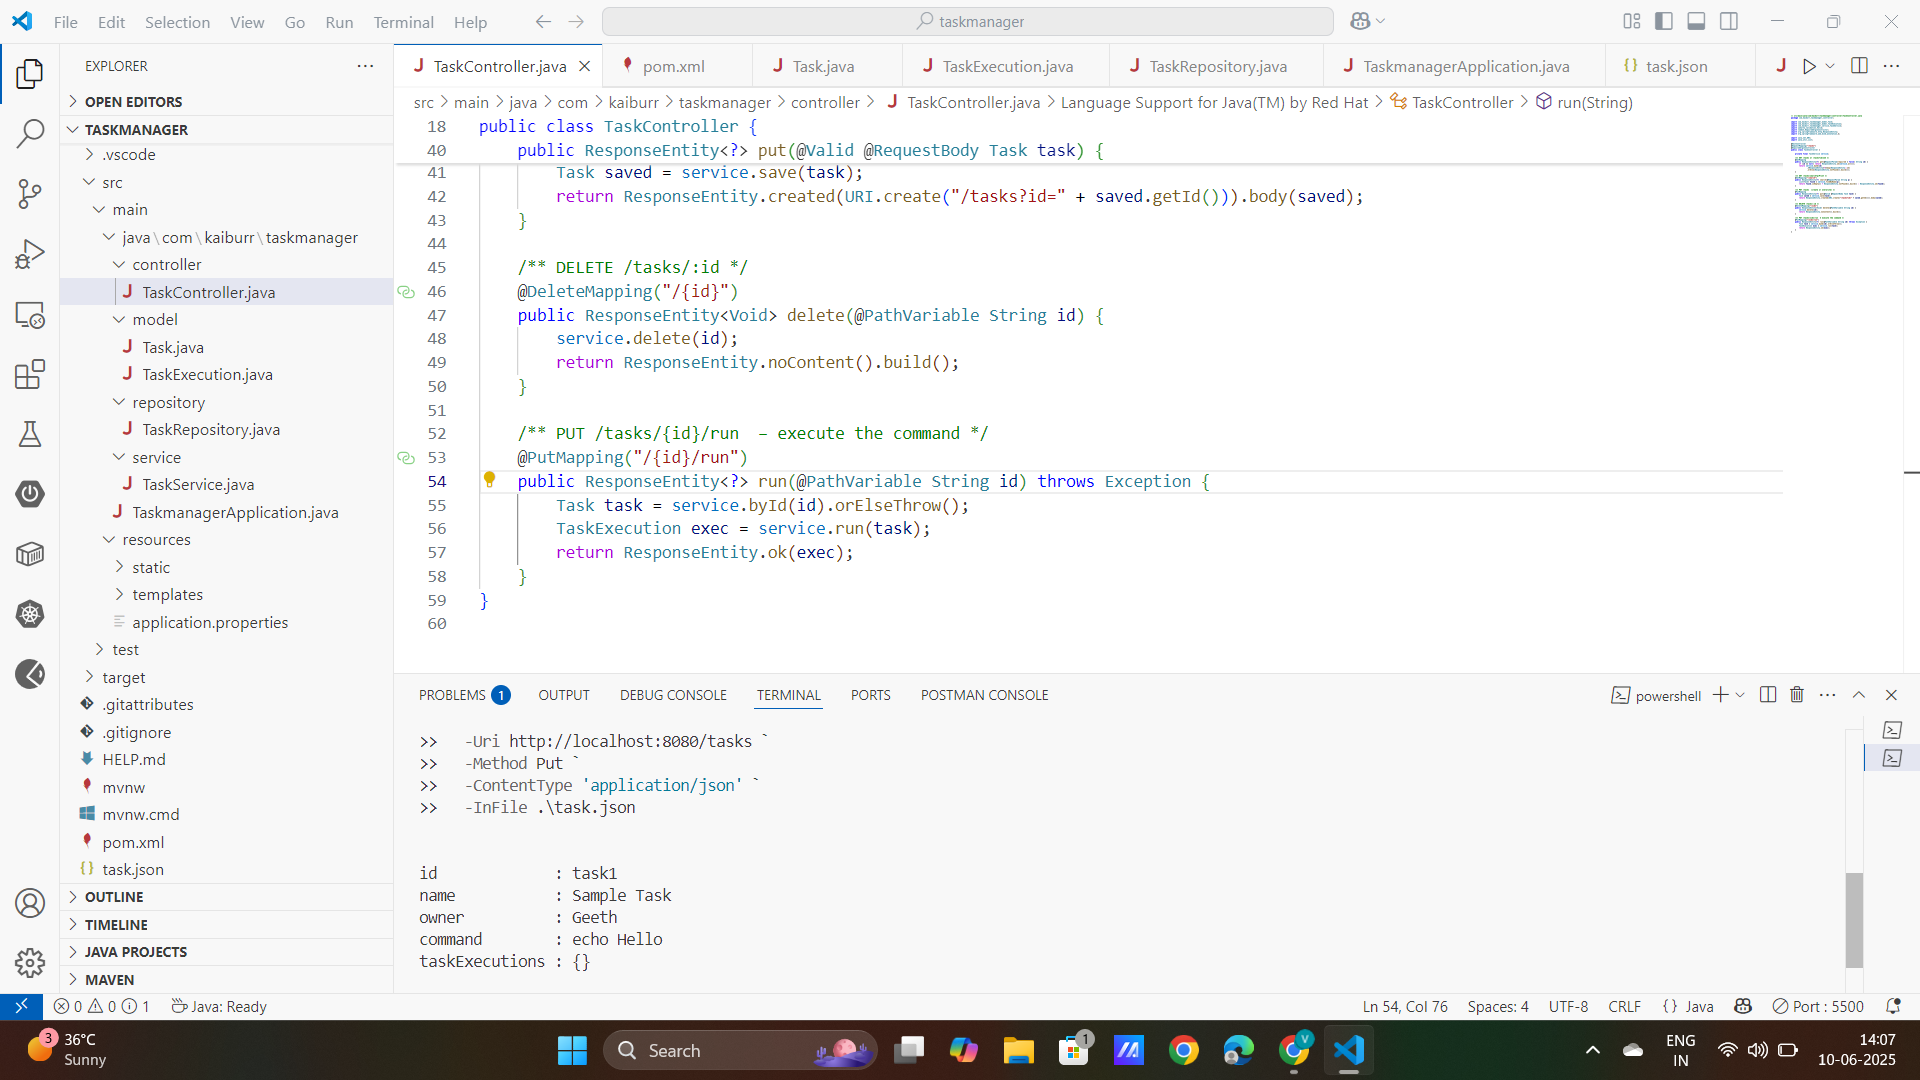 File Edit Selection View Go Run Terminal Help
taskmanager
EXPLORER
OPEN EDITORS
TASKMANAGER
.vscode
src
main
java\com\kaiburr\taskmanager
controller
TaskController.java
model
Task.java
TaskExecution.java
repository
TaskRepository.java
service
TaskService.java
TaskmanagerApplication.java
resources
static
templates
application.properties
test
target
.gitattributes
.gitignore
HELP.md
mvnw
mvnw.cmd
pom.xml
task.json
OUTLINE
TIMELINE
JAVA PROJECTS
MAVEN
TaskController.java pom.xml Task.java TaskExecution.java TaskRepository.java TaskmanagerApplication.java task.json
src > main > java > com > kaiburr > taskmanager > controller > TaskController.java > Language Support for Java(TM) by Red Hat > TaskController > run(String)
18 public class TaskController {
40 public ResponseEntity<?> put(@Valid @RequestBody Task task) {
41 Task saved = service.save(task);
42 return ResponseEntity.created(URI.create("/tasks?id=" + saved.getId())).body(saved);
43 }
44
45 /** DELETE /tasks/:id */
46 @DeleteMapping("/{id}")
47 public ResponseEntity<Void> delete(@PathVariable String id) {
48 service.delete(id);
49 return ResponseEntity.noContent().build();
50 }
51
52 /** PUT /tasks/{id}/run – execute the command */
53 @PutMapping("/{id}/run")
54 public ResponseEntity<?> run(@PathVariable String id) throws Exception {
55 Task task = service.byId(id).orElseThrow();
56 TaskExecution exec = service.run(task);
57 return ResponseEntity.ok(exec);
58 }
59 }
60
PROBLEMS 1 OUTPUT DEBUG CONSOLE TERMINAL PORTS POSTMAN CONSOLE
powershell
>> -Uri http://localhost:8080/tasks `
>> -Method Put `
>> -ContentType 'application/json' `
>> -InFile .\task.json
id : task1
name : Sample Task
owner : Geeth
command : echo Hello
taskExecutions : {}
0 0 1 Java: Ready
Ln 54, Col 76 Spaces: 4 UTF-8 CRLF {} Java Port : 5500
3
36°C
Sunny
Search
1
V
ENG
IN
14:07
10-06-2025